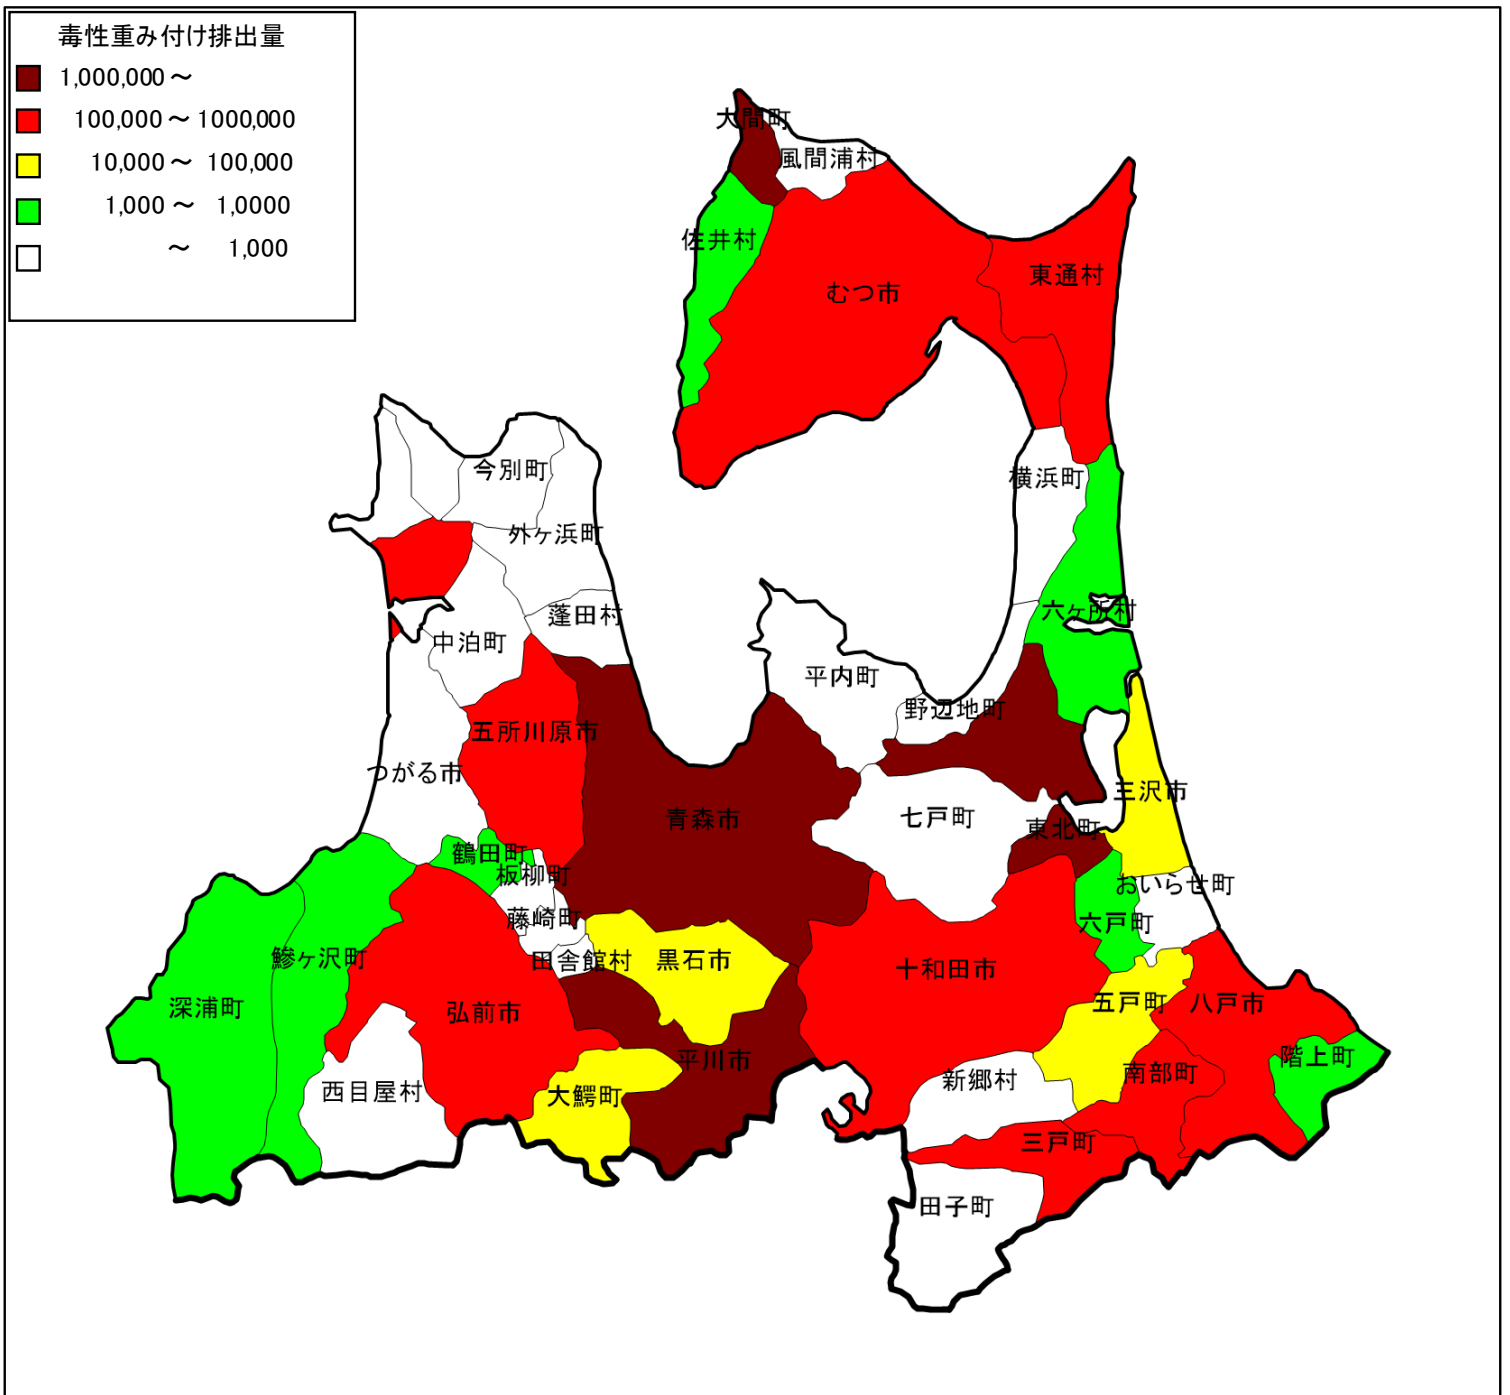 毒性重み付け排出量
1,000,000～
100,000～1000,000
10,000～ 100,000
1,000～ 1,0000
～ 1,000
大間町
風間浦村
佐井村
むつ市
東通村
今別町
横浜町
外ヶ浜町
蓬田村
六ヶ所村
中泊町
平内町
野辺地町
五所川原市
つがる市
三沢市
青森市
七戸町
東北町
鶴田町
板柳町
おいらせ町
藤崎町
六戸町
鰺ヶ沢町
田舎館村
黒石市
十和田市
深浦町
弘前市
五戸町
八戸市
平川市
階上町
西目屋村
大鰐町
新郷村
南部町
三戸町
田子町